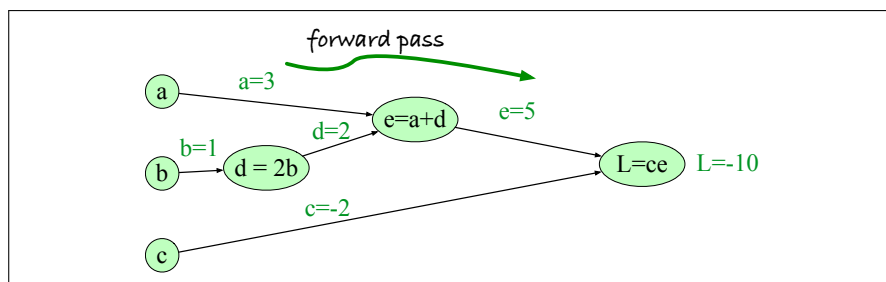 forward pass
a
a=3
e=a+d
e=5
b
b=1
d = 2b
d=2
L=ce
L=-10
c=-2
c